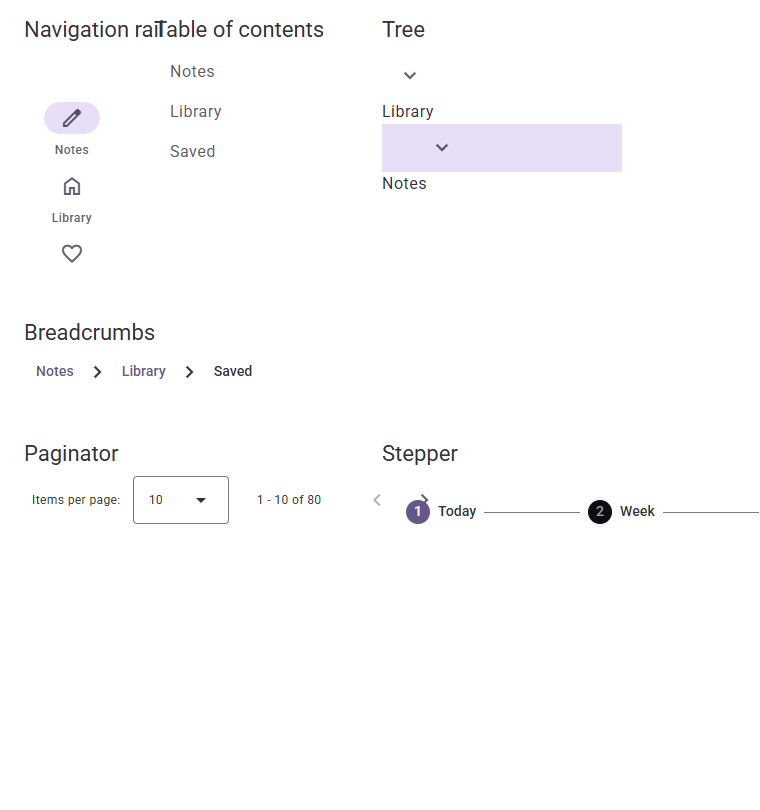 Navigation rail
Table of contents
Tree
Notes
Library
Notes
Library
Saved
Library
Notes
Breadcrumbs
Notes Library Saved
Paginator
Items per page: 10 1 - 10 of 80
Stepper
1 Today 2 Week